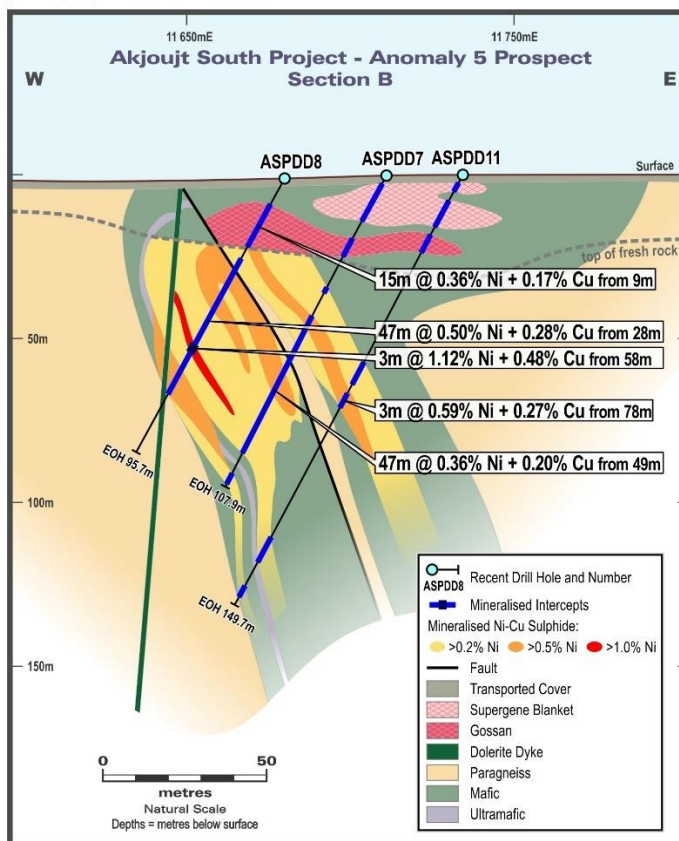 11 650mE
11 750mE
Akjoujt South Project - Anomaly 5 Prospect
Section B
W
E
ASPDD8
ASPDD7
ASPDD11
Surface
top of fresh rock
15m @ 0.36% Ni + 0.17% Cu from 9m
47m @ 0.50% Ni + 0.28% Cu from 28m
50m
3m @ 1.12% Ni + 0.48% Cu from 58m
3m @ 0.59% Ni + 0.27% Cu from 78m
47m @ 0.36% Ni + 0.20% Cu from 49m
EOH 95.7m
EOH 107.9m
100m
EOH 149.7m
150m
ASPDD8
Recent Drill Hole and Number
Mineralised Intercepts
Mineralised Ni-Cu Sulphide:
>0.2% Ni >0.5% Ni >1.0% Ni
Fault
Transported Cover
Supergene Blanket
Gossan
Dolerite Dyke
Paragneiss
Mafic
Ultramafic
0 50
metres
Natural Scale
Depths = metres below surface